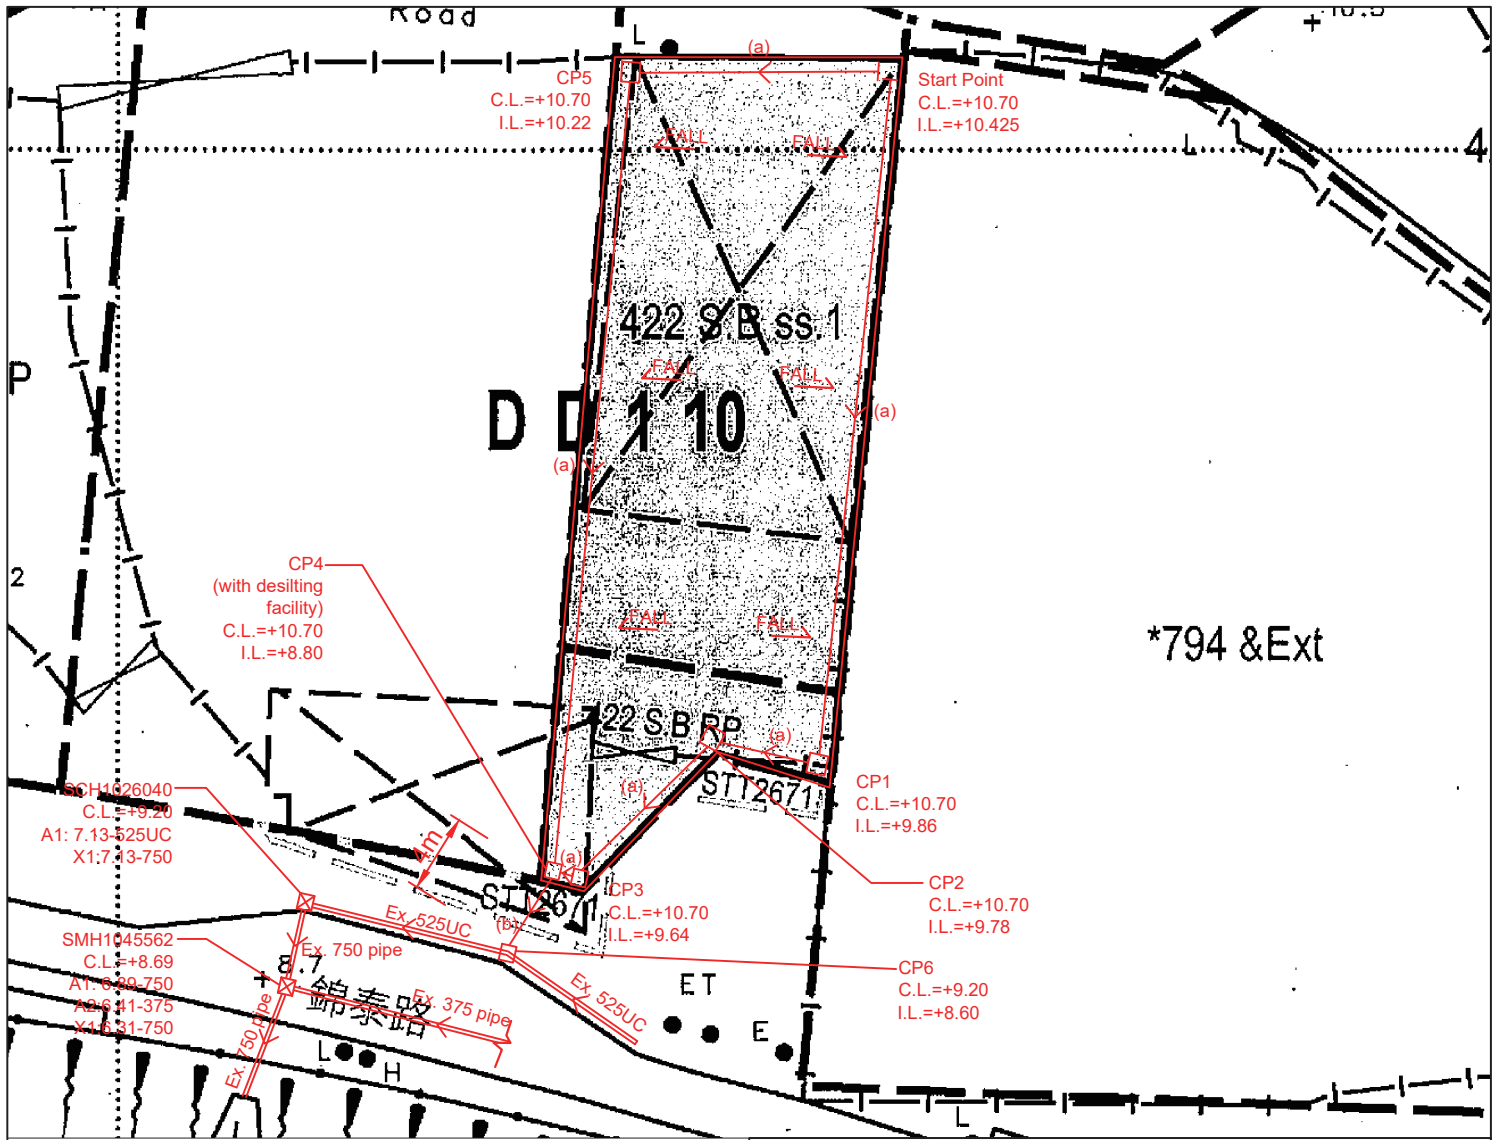 Road
L
+10.5
(a)
CP5
C.L.=+10.70
I.L.=+10.22
Start Point
C.L.=+10.70
I.L.=+10.425
FALL
FALL
L
4
422 S.B ss.1
P
FALL
FALL
D D 1 10
(a)
(a)
CP4
(with desilting
facility)
C.L.=+10.70
I.L.=+8.80
2
FALL
FALL
*794 &Ext
22 S.B RP
(a)
STT2671
(a)
CP1
C.L.=+10.70
I.L.=+9.86
SCH1026040
C.L.=+9.20
A1: 7.13-525UC
X1:7.13-750
4m
(a)
STT2671
CP3
C.L.=+10.70
I.L.=+9.64
CP2
C.L.=+10.70
I.L.=+9.78
Ex. 525UC
(b)
SMH1045562
C.L.=+8.69
A1: 6.89-750
A2:6.41-375
X1:6.31-750
Ex. 750 pipe
+ 8.7
錦泰路
Ex. 375 pipe
Ex. 750 pipe
Ex. 525UC
CP6
C.L.=+9.20
I.L.=+8.60
ET
E
L
H
L